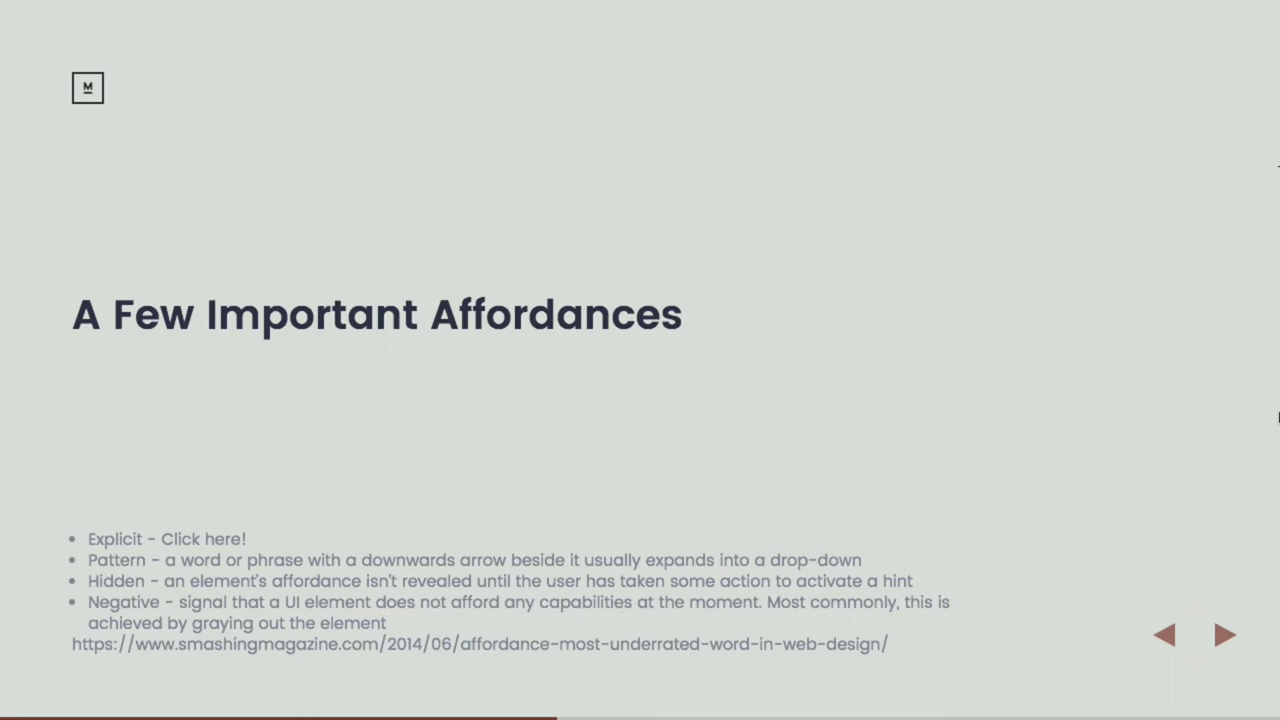 M
A Few Important Affordances
• Explicit - Click here!
• Pattern - a word or phrase with a downwards arrow beside it usually expands into a drop-down
• Hidden - an element's affordance isn't revealed until the user has taken some action to activate a hint
• Negative - signal that a UI element does not afford any capabilities at the moment. Most commonly, this is
achieved by graying out the element
https://www.smashingmagazine.com/2014/06/affordance-most-underrated-word-in-web-design/